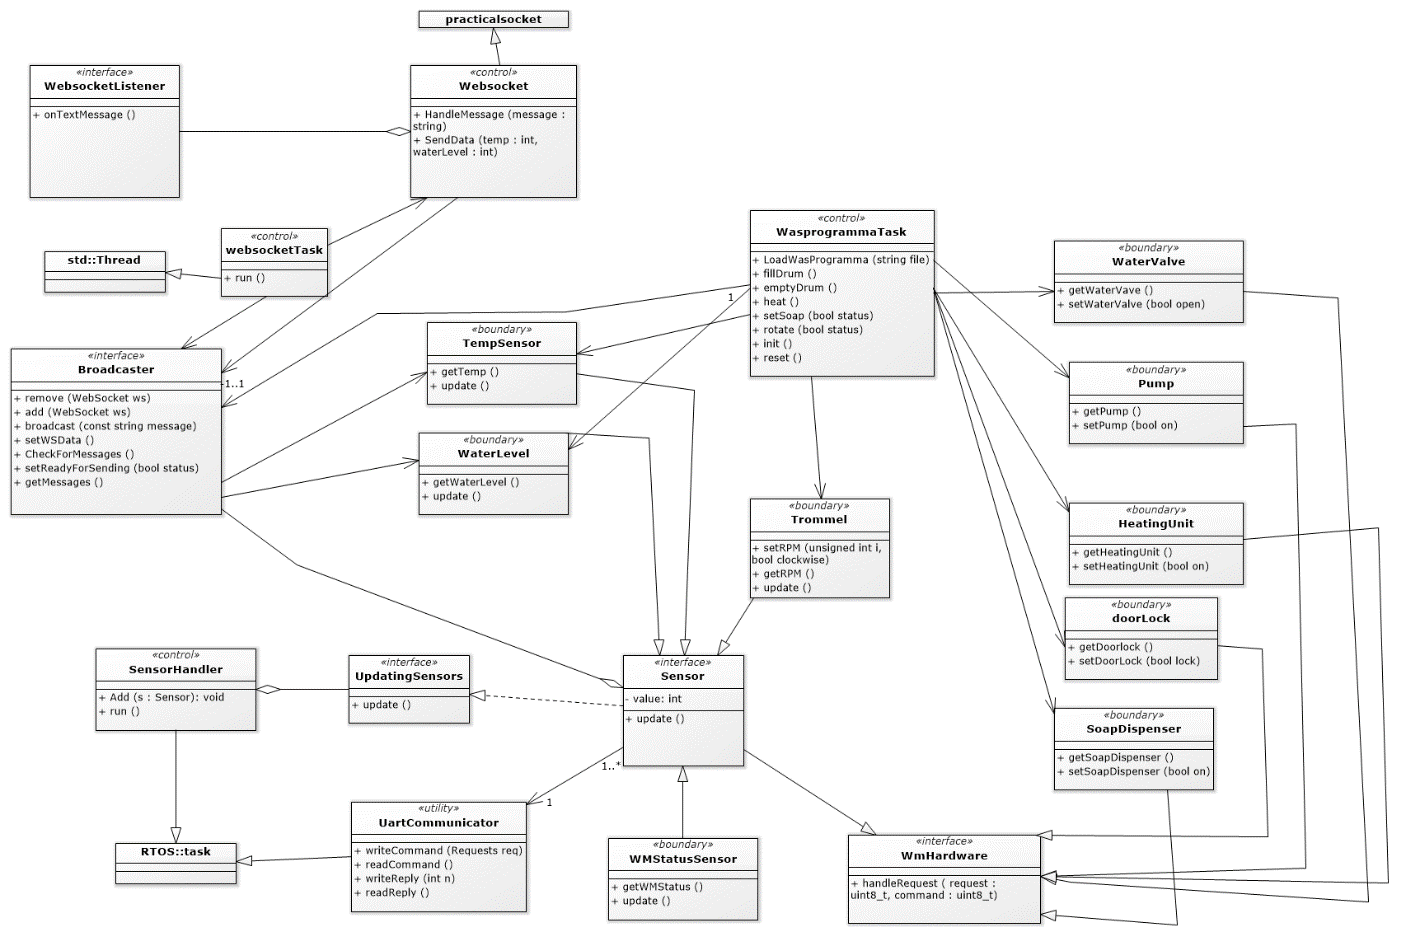 practicalsocket
«interface»
WebsocketListener
+ onTextMessage ()
«control»
Websocket
+ HandleMessage (message :
string)
+ SendData (temp : int,
waterLevel : int)
«control»
websocketTask
+ run ()
std::Thread
«control»
WasprogrammaTask
+ LoadWasProgramma (string file)
+ fillDrum ()
+ emptyDrum ()
+ heat ()
+ setSoap (bool status)
+ rotate (bool status)
+ init ()
+ reset ()
1
«boundary»
WaterValve
+ getWaterVave ()
+ setWaterValve (bool open)
«interface»
Broadcaster
+ remove (WebSocket ws)
+ add (WebSocket ws)
+ broadcast (const string message)
+ setWSData ()
+ CheckForMessages ()
+ setReadyForSending (bool status)
+ getMessages ()
-1..1
«boundary»
TempSensor
+ getTemp ()
+ update ()
«boundary»
Pump
+ getPump ()
+ setPump (bool on)
«boundary»
WaterLevel
+ getWaterLevel ()
+ update ()
«boundary»
Trommel
+ setRPM (unsigned int i,
bool clockwise)
+ getRPM ()
+ update ()
«boundary»
HeatingUnit
+ getHeatingUnit ()
+ setHeatingUnit (bool on)
«boundary»
doorLock
+ getDoorlock ()
+ setDoorLock (bool lock)
«control»
SensorHandler
+ Add (s : Sensor): void
+ run ()
«interface»
UpdatingSensors
+ update ()
«interface»
Sensor
- value: int
+ update ()
1..*
1
«boundary»
SoapDispenser
+ getSoapDispenser ()
+ setSoapDispenser (bool on)
«utility»
UartCommunicator
+ writeCommand (Requests req)
+ readCommand ()
+ writeReply (int n)
+ readReply ()
RTOS::task
«boundary»
WMStatusSensor
+ getWMStatus ()
+ update ()
«interface»
WmHardware
+ handleRequest ( request :
uint8_t, command : uint8_t)